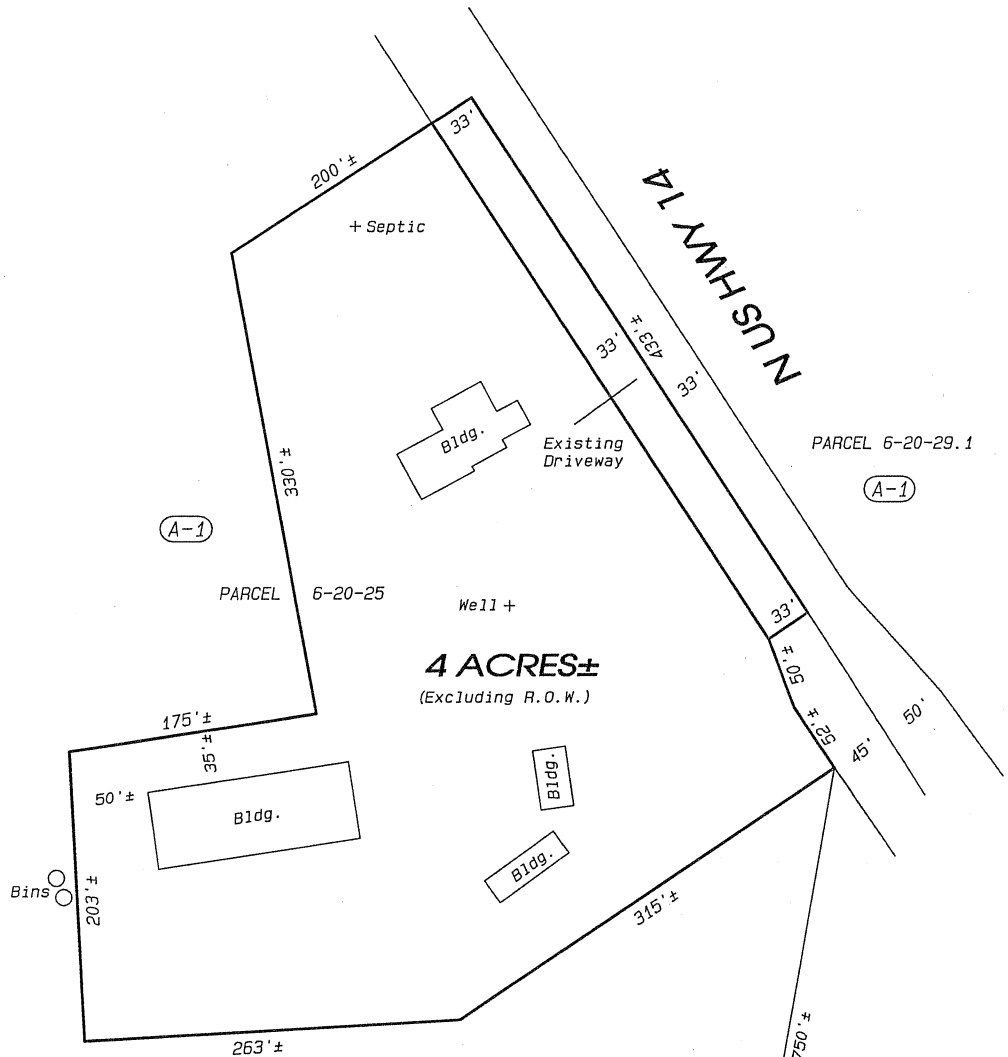 33'
200'±
+ Septic
N US HWY 14
33'
433'±
33'
Bldg.
Existing
Driveway
PARCEL 6-20-29.1
A-1
330'±
A-1
PARCEL 6-20-25
Well +
33'
4 ACRES±
(Excluding R.O.W.)
50'±
175'±
35'±
52'±
50'
45'
50'±
Bldg.
Bldg.
Bldg.
Bins
203'±
315'±
263'±
750'±